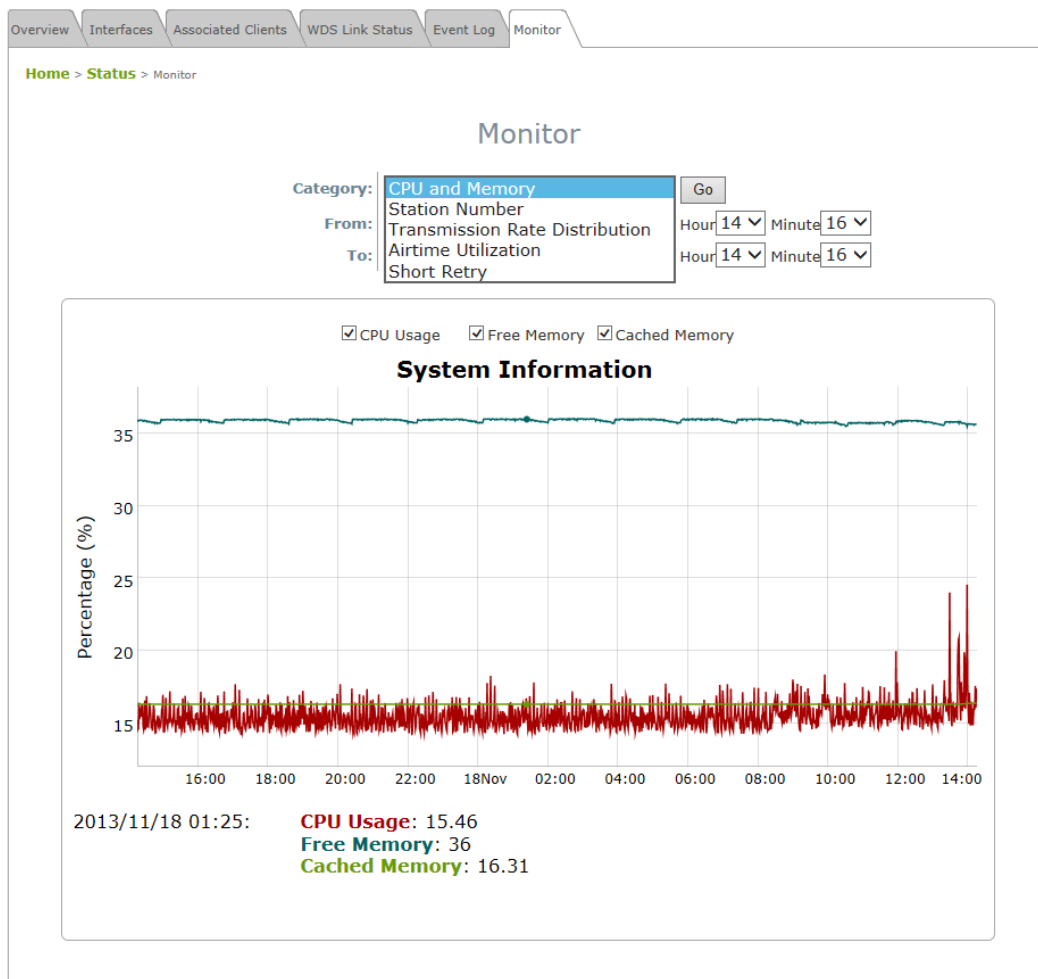 Overview Interfaces Associated Clients WDS Link Status Event Log Monitor
Home > Status > Monitor
Monitor
Category: CPU and Memory Go
Station Number
From: Transmission Rate Distribution Hour 14 Minute 16
Airtime Utilization
To: Hour 14 Minute 16
Short Retry
CPU Usage Free Memory Cached Memory
System Information
Percentage (%)
35
30
25
20
15
16:00 18:00 20:00 22:00 18Nov 02:00 04:00 06:00 08:00 10:00 12:00 14:00
2013/11/18 01:25: CPU Usage: 15.46
Free Memory: 36
Cached Memory: 16.31